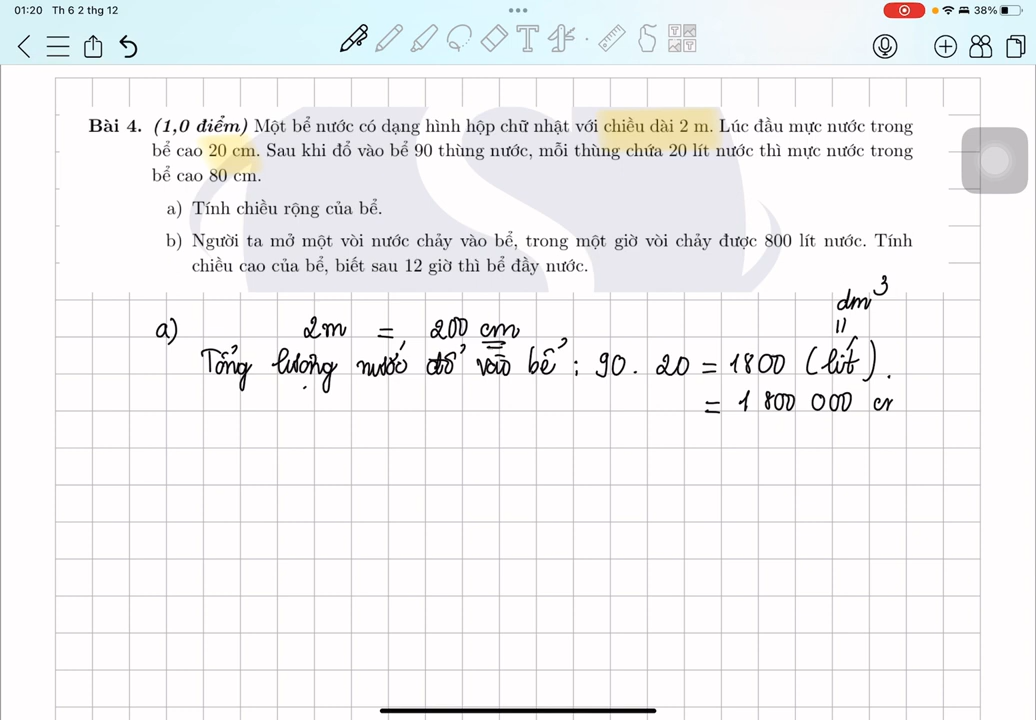 01:20 Th 6 2 thg 12
38%
Bài 4. (1,0 điểm) Một bể nước có dạng hình hộp chữ nhật với chiều dài 2 m. Lúc đầu mực nước trong
bể cao 20 cm. Sau khi đổ vào bể 90 thùng nước, mỗi thùng chứa 20 lít nước thì mực nước trong
bể cao 80 cm.
a) Tính chiều rộng của bể.
b) Người ta mở một vòi nước chảy vào bể, trong một giờ vòi chảy được 800 lít nước. Tính
chiều cao của bể, biết sau 12 giờ thì bể đầy nước.
dm³
a) 2m = 200 cm
Tổng lượng nước đổ vào bể : 90 . 20 = 1800 (lít).
= 1 800 000 cm